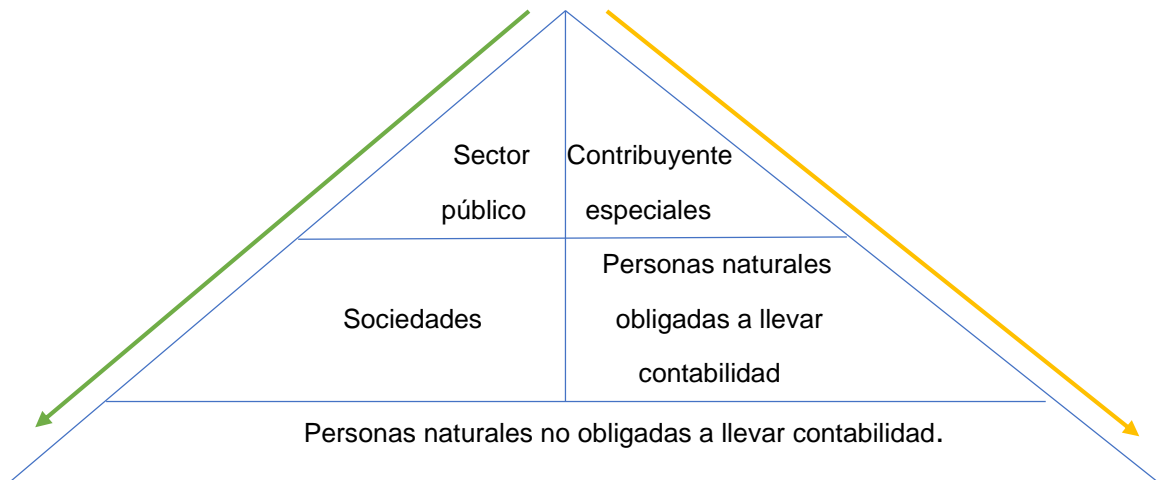 Sector
público
Contribuyente
especiales
Sociedades
Personas naturales
obligadas a llevar
contabilidad
Personas naturales no obligadas a llevar contabilidad.